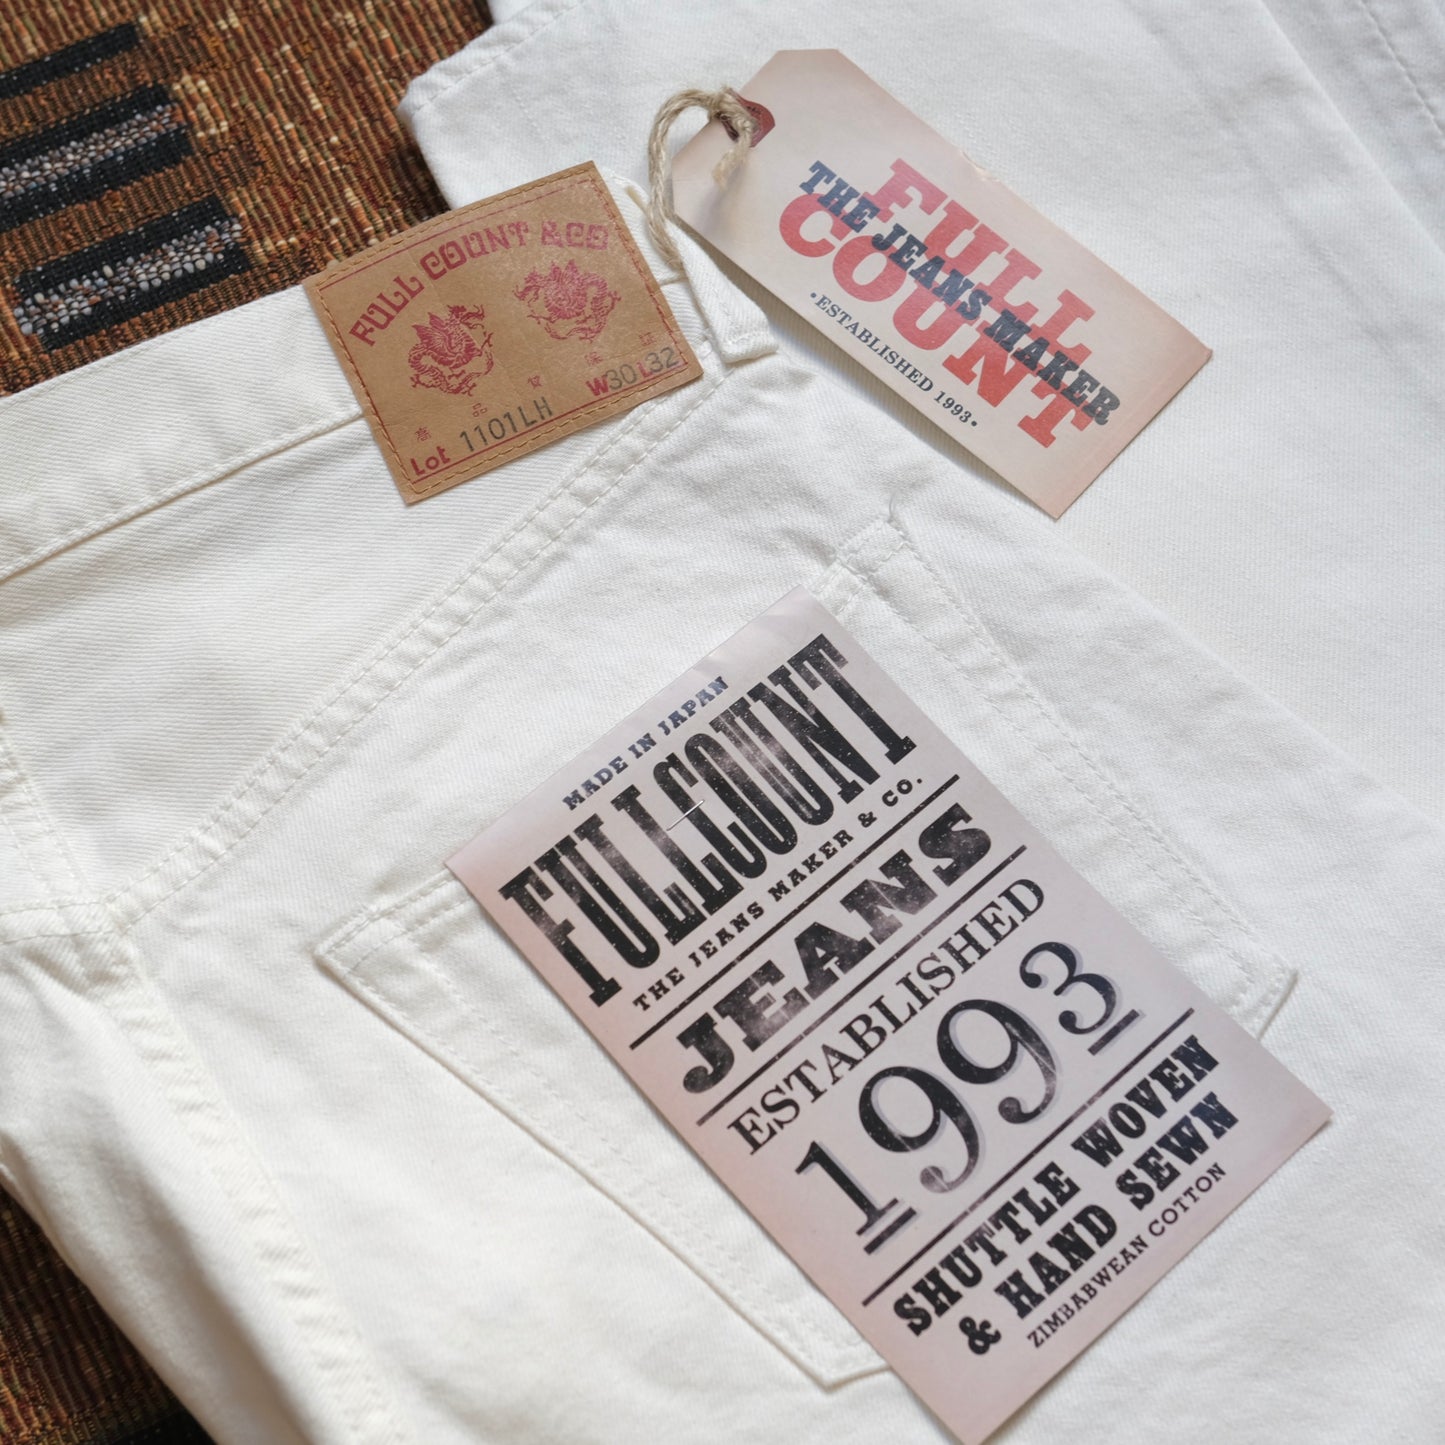 FULL COUNT &CO
高 品 質 保 証
Lot 1101LH W30L32
FULL
COUNT
THE JEANS MAKER
•ESTABLISHED 1993•
MADE IN JAPAN
FULLCOUNT
THE JEANS MAKER & CO.
JEANS
ESTABLISHED
1993
SHUTTLE WOVEN
& HAND SEWN
ZIMBABWEAN COTTON